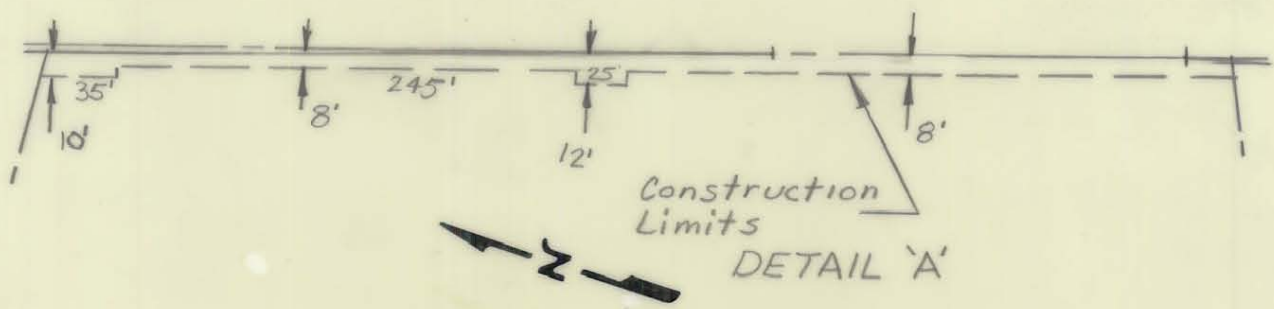 35'
10'
8'
245'
25
12'
8'
Construction
Limits
DETAIL 'A'
N